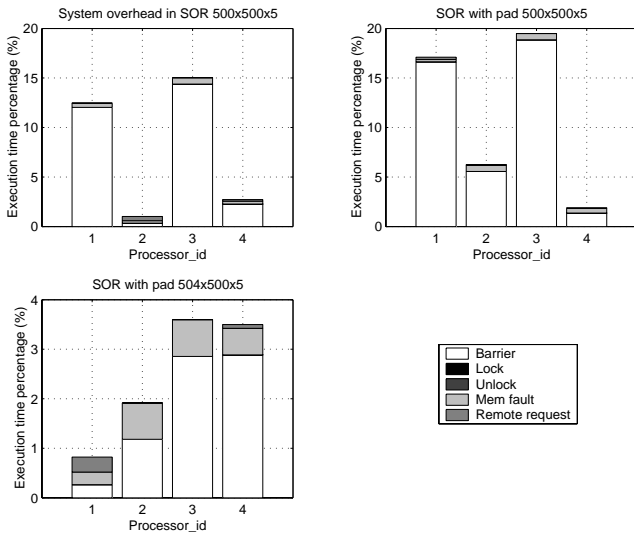 System overhead in SOR 500x500x5
Execution time percentage (%)
20
15
10
5
0
1 2 3 4
Processor_id
SOR with pad 500x500x5
Execution time percentage (%)
20
15
10
5
0
1 2 3 4
Processor_id
SOR with pad 504x500x5
Execution time percentage (%)
4
3
2
1
0
1 2 3 4
Processor_id
Barrier
Lock
Unlock
Mem fault
Remote request